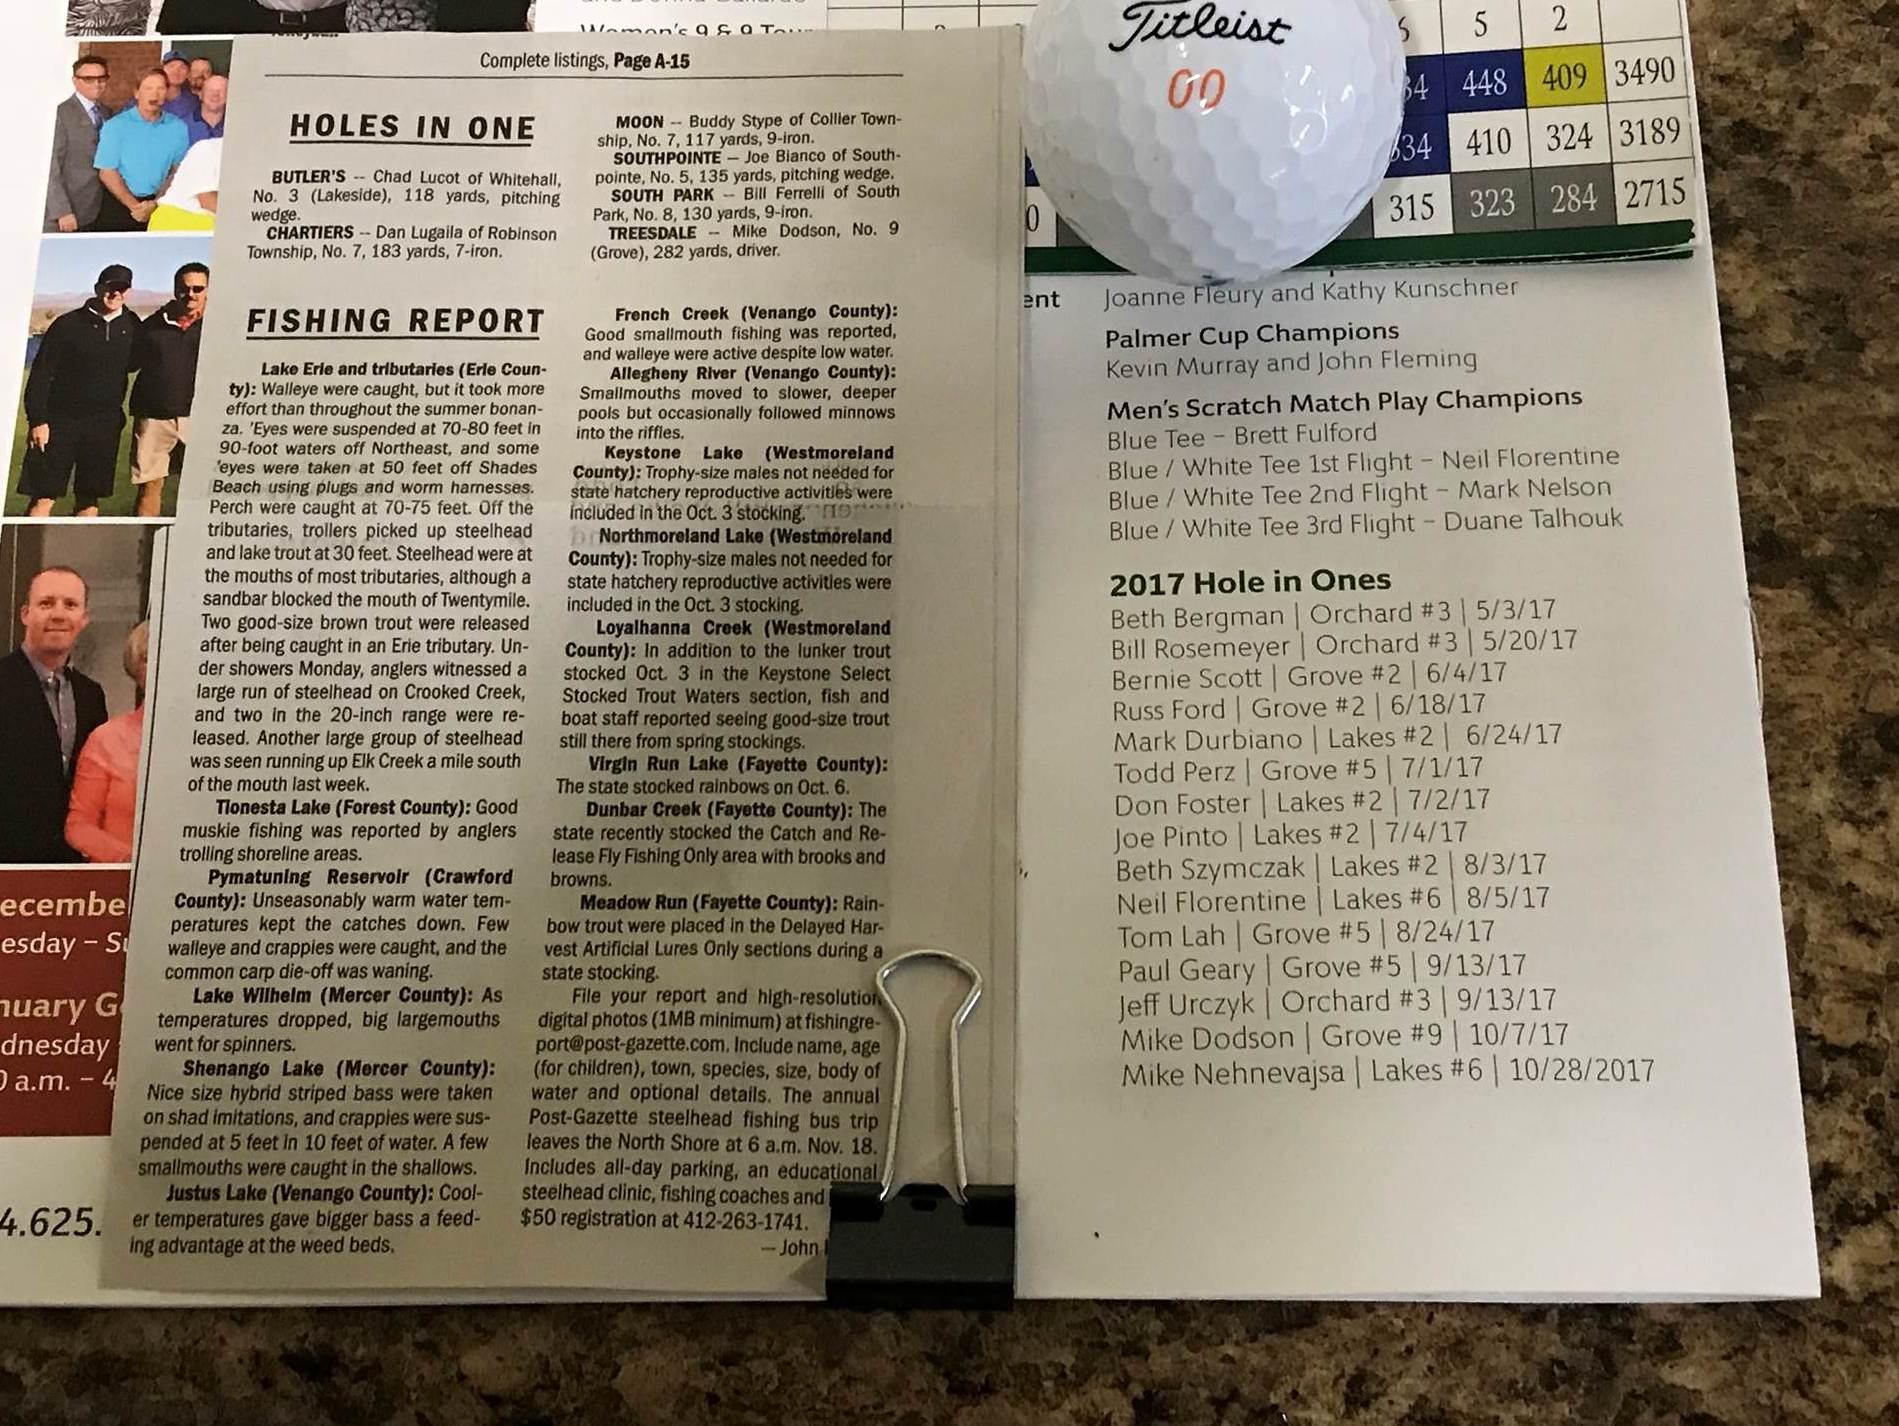 Complete listings, Page A-15
HOLES IN ONE
BUTLER'S -- Chad Lucot of Whitehall,
No. 3 (Lakeside), 118 yards, pitching
wedge.
CHARTIERS -- Dan Lugaila of Robinson
Township, No. 7, 183 yards, 7-iron.
MOON -- Buddy Stype of Collier Town-
ship, No. 7, 117 yards, 9-iron.
SOUTHPOINTE – Joe Bianco of South-
pointe, No. 5, 135 yards, pitching wedge.
SOUTH PARK – Bill Ferrelli of South
Park, No. 8, 130 yards, 9-iron.
TREESDALE -- Mike Dodson, No. 9
(Grove), 282 yards, driver.
FISHING REPORT
Lake Erie and tributaries (Erie Coun-
ty): Walleye were caught, but it took more
effort than throughout the summer bonan-
za. 'Eyes were suspended at 70-80 feet in
90-foot waters off Northeast, and some
'eyes were taken at 50 feet off Shades
Beach using plugs and worm harnesses.
Perch were caught at 70-75 feet. Off the
tributaries, trollers picked up steelhead
and lake trout at 30 feet. Steelhead were at
the mouths of most tributaries, although a
sandbar blocked the mouth of Twentymile.
Two good-size brown trout were released
after being caught in an Erie tributary. Un-
der showers Monday, anglers witnessed a
large run of steelhead on Crooked Creek,
and two in the 20-inch range were re-
leased. Another large group of steelhead
was seen running up Elk Creek a mile south
of the mouth last week.
Tionesta Lake (Forest County): Good
muskie fishing was reported by anglers
trolling shoreline areas.
Pymatuning Reservoir (Crawford
County): Unseasonably warm water tem-
peratures kept the catches down. Few
walleye and crappies were caught, and the
common carp die-off was waning.
Lake Wilhelm (Mercer County): As
temperatures dropped, big largemouths
went for spinners.
Shenango Lake (Mercer County):
Nice size hybrid striped bass were taken
on shad imitations, and crappies were sus-
pended at 5 feet in 10 feet of water. A few
smallmouths were caught in the shallows.
Justus Lake (Venango County): Cool-
er temperatures gave bigger bass a feed-
ing advantage at the weed beds.
French Creek (Venango County):
Good smallmouth fishing was reported,
and walleye were active despite low water.
Allegheny River (Venango County):
Smallmouths moved to slower, deeper
pools but occasionally followed minnows
into the riffles.
Keystone Lake (Westmoreland
County): Trophy-size males not needed for
state hatchery reproductive activities were
included in the Oct. 3 stocking.
Northmoreland Lake (Westmoreland
County): Trophy-size males not needed for
state hatchery reproductive activities were
included in the Oct. 3 stocking.
Loyalhanna Creek (Westmoreland
County): In addition to the lunker trout
stocked Oct. 3 in the Keystone Select
Stocked Trout Waters section, fish and
boat staff reported seeing good-size trout
still there from spring stockings.
Virgin Run Lake (Fayette County):
The state stocked rainbows on Oct. 6.
Dunbar Creek (Fayette County): The
state recently stocked the Catch and Re-
lease Fly Fishing Only area with brooks and
browns.
Meadow Run (Fayette County): Rain-
bow trout were placed in the Delayed Har-
vest Artificial Lures Only sections during a
state stocking.
File your report and high-resolution
digital photos (1MB minimum) at fishingre-
port@post-gazette.com. Include name, age
(for children), town, species, size, body of
water and optional details. The annual
Post-Gazette steelhead fishing bus trip
leaves the North Shore at 6 a.m. Nov. 18.
Includes all-day parking, an educational
steelhead clinic, fishing coaches and
$50 registration at 412-263-1741.
— John
Titleist
00
5 2
448 409 3490
410 324 3189
315 323 284 2715
Joanne Fleury and Kathy Kunschner
Palmer Cup Champions
Kevin Murray and John Fleming
Men's Scratch Match Play Champions
Blue Tee – Brett Fulford
Blue / White Tee 1st Flight – Neil Florentine
Blue / White Tee 2nd Flight – Mark Nelson
Blue / White Tee 3rd Flight – Duane Talhouk
2017 Hole in Ones
Beth Bergman | Orchard #3 | 5/3/17
Bill Rosemeyer | Orchard #3 | 5/20/17
Bernie Scott | Grove #2 | 6/4/17
Russ Ford | Grove #2 | 6/18/17
Mark Durbiano | Lakes #2 | 6/24/17
Todd Perz | Grove #5 | 7/1/17
Don Foster | Lakes #2 | 7/2/17
Joe Pinto | Lakes #2 | 7/4/17
Beth Szymczak | Lakes #2 | 8/3/17
Neil Florentine | Lakes #6 | 8/5/17
Tom Lah | Grove #5 | 8/24/17
Paul Geary | Grove #5 | 9/13/17
Jeff Urczyk | Orchard #3 | 9/13/17
Mike Dodson | Grove #9 | 10/7/17
Mike Nehnevajsa | Lakes #6 | 10/28/2017
4.625.